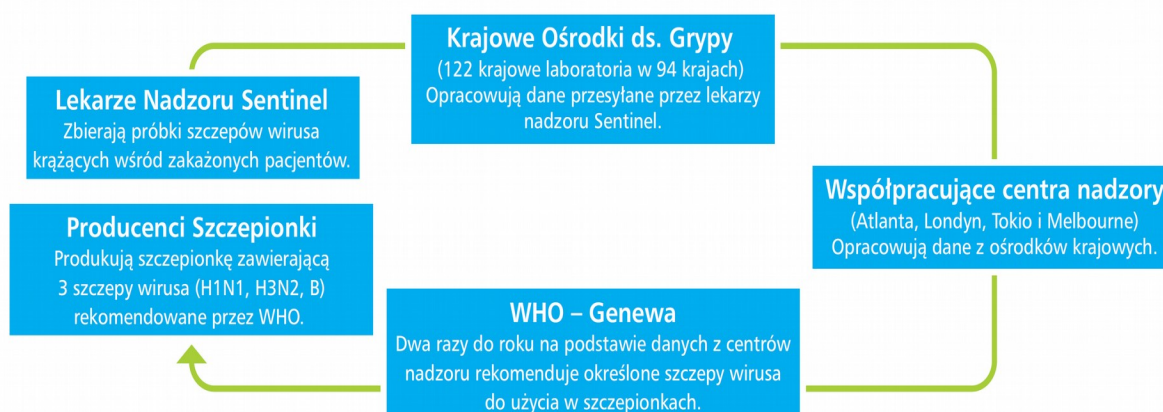 Krajowe Ośrodki ds. Grypy
(122 krajowe laboratoria w 94 krajach)
Opracowują dane przesyłane przez lekarzy
nadzoru Sentinel.
Lekarze Nadzoru Sentinel
Zbierają próbki szczepów wirusa
krążących wśród zakażonych pacjentów.
Współpracujące centra nadzory
(Atlanta, Londyn, Tokio i Melbourne)
Opracowują dane z ośrodków krajowych.
Producenci Szczepionki
Produkują szczepionkę zawierającą
3 szczepy wirusa (H1N1, H3N2, B)
rekomendowane przez WHO.
WHO – Genewa
Dwa razy do roku na podstawie danych z centrów
nadzoru rekomenduje określone szczepy wirusa
do użycia w szczepionkach.